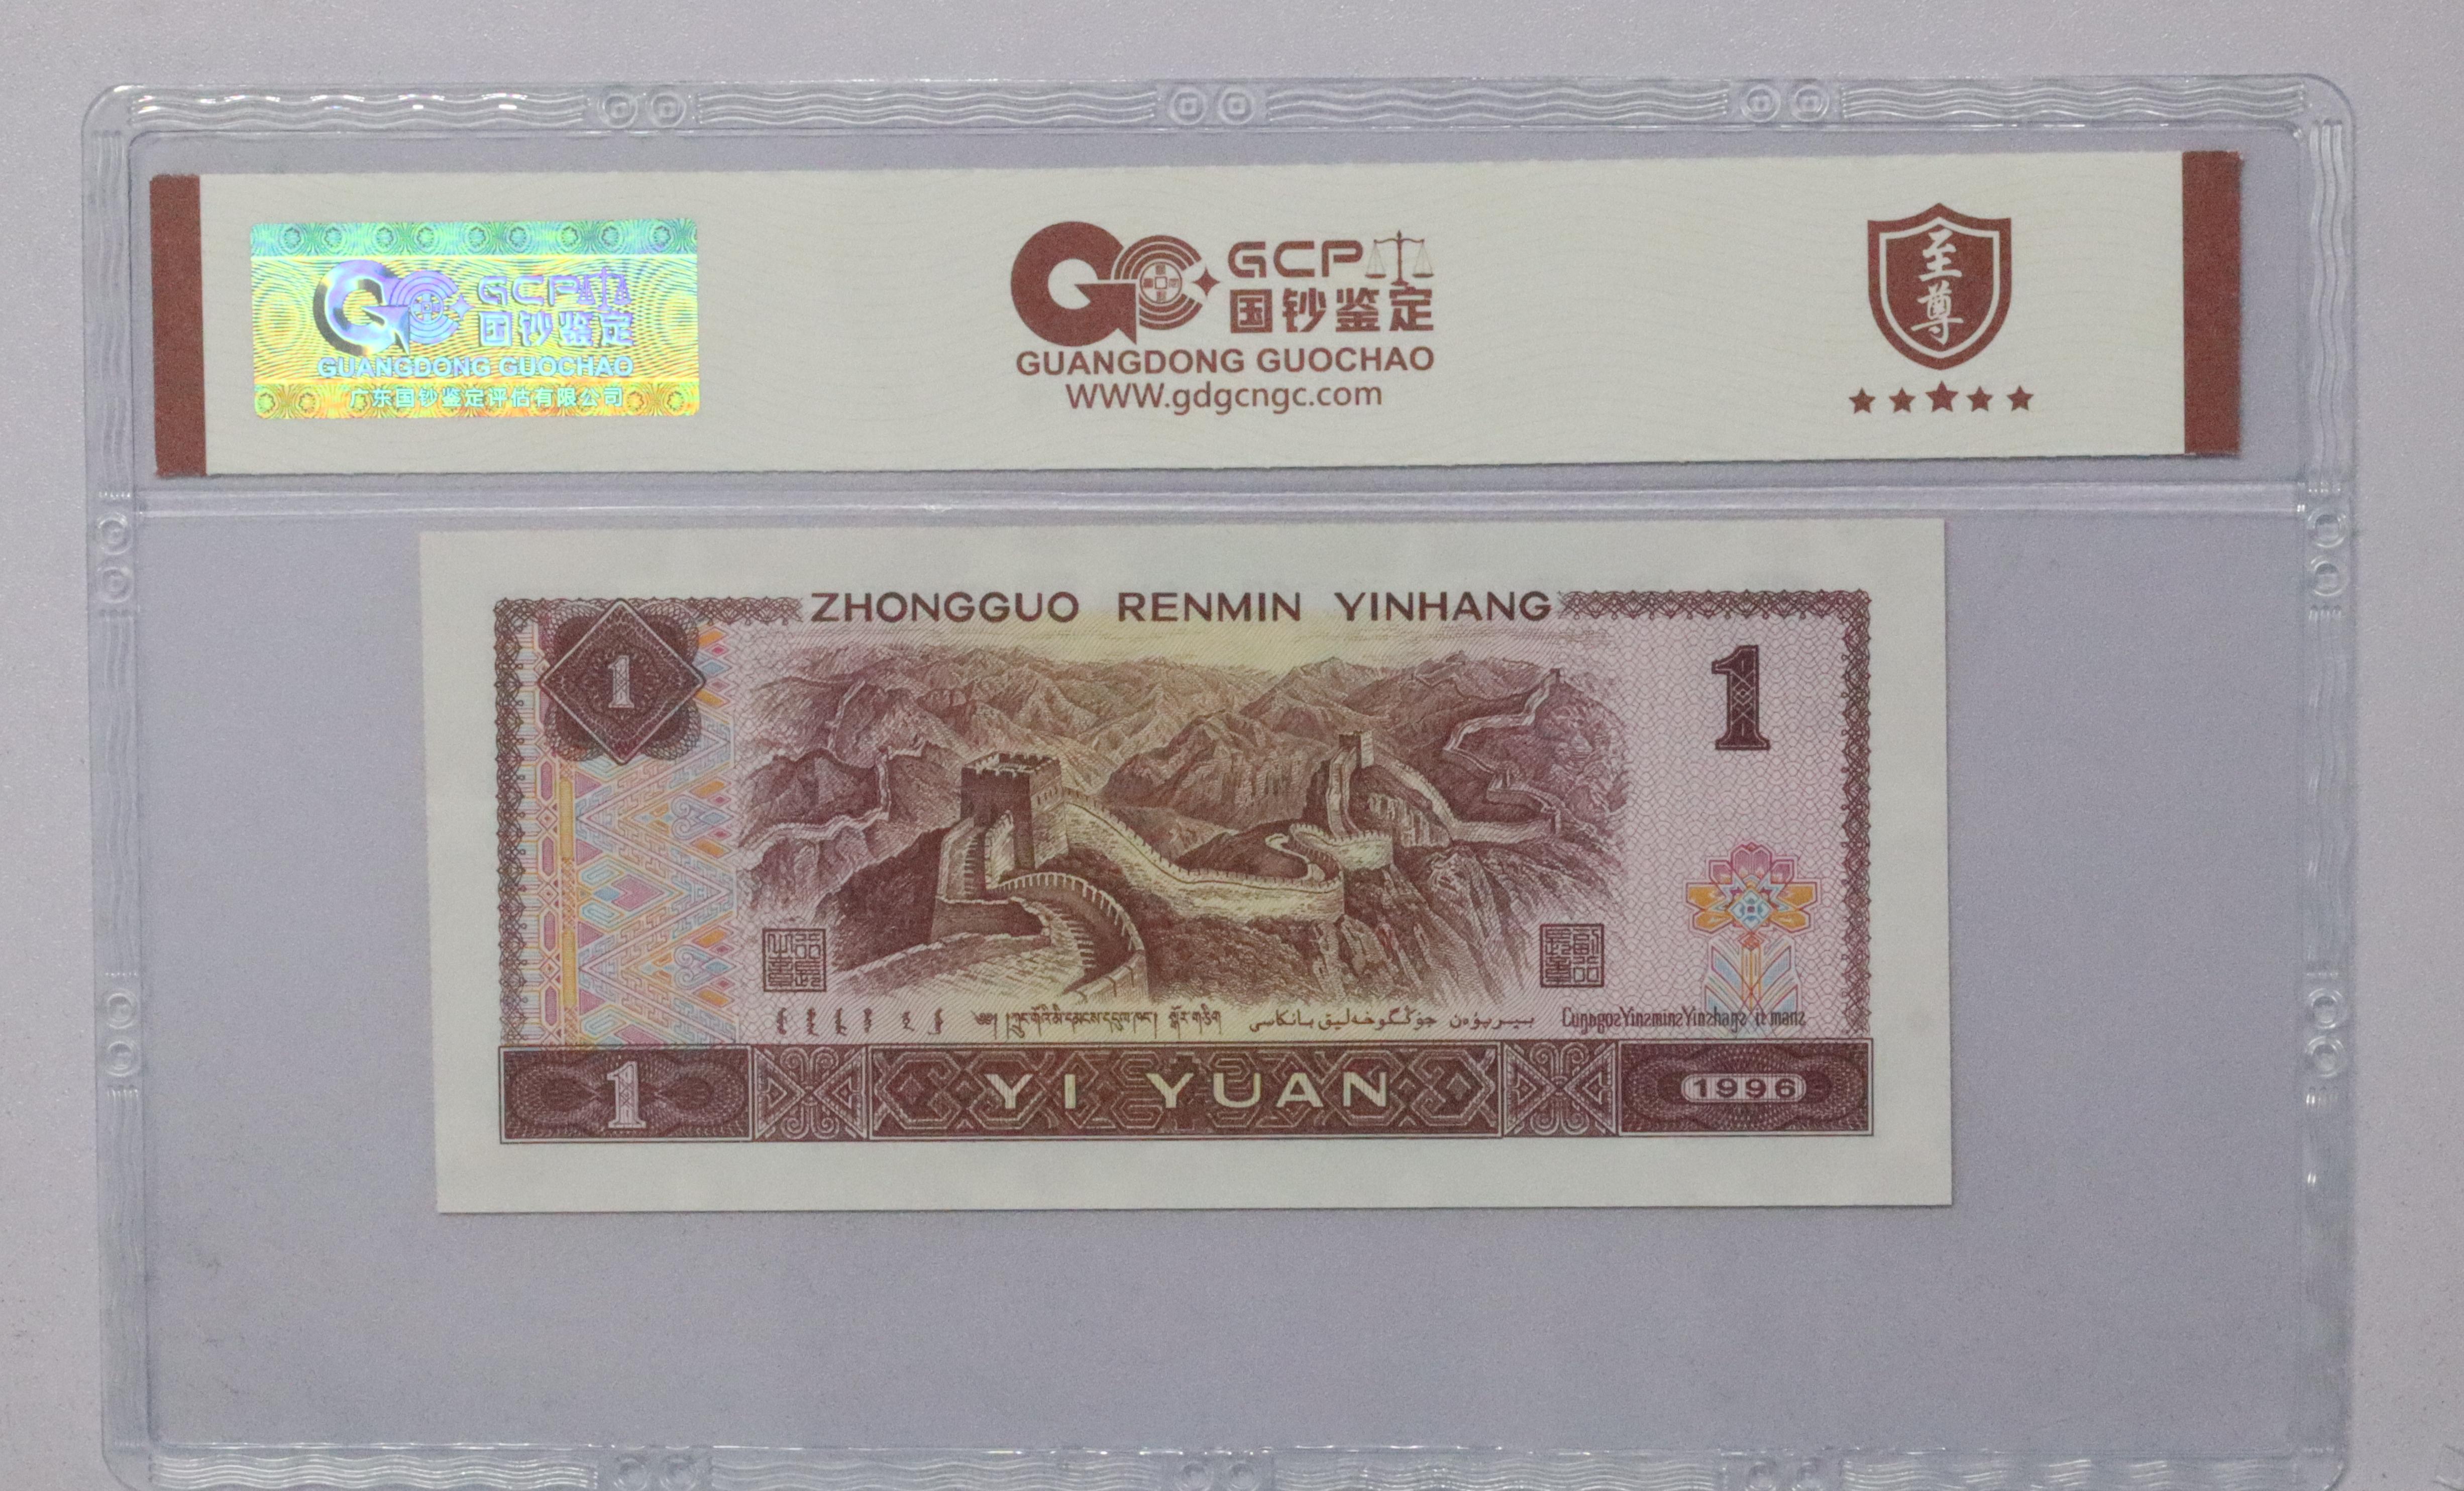 GCP
国钞鉴定
GUANGDONG GUOCHAO
广东国钞鉴定评估有限公司
GCP
国钞鉴定
GUANGDONG GUOCHAO
WWW.gdgcngc.com
至尊
ZHONGGUO RENMIN YINHANG
1
1
1
YI YUAN
1996